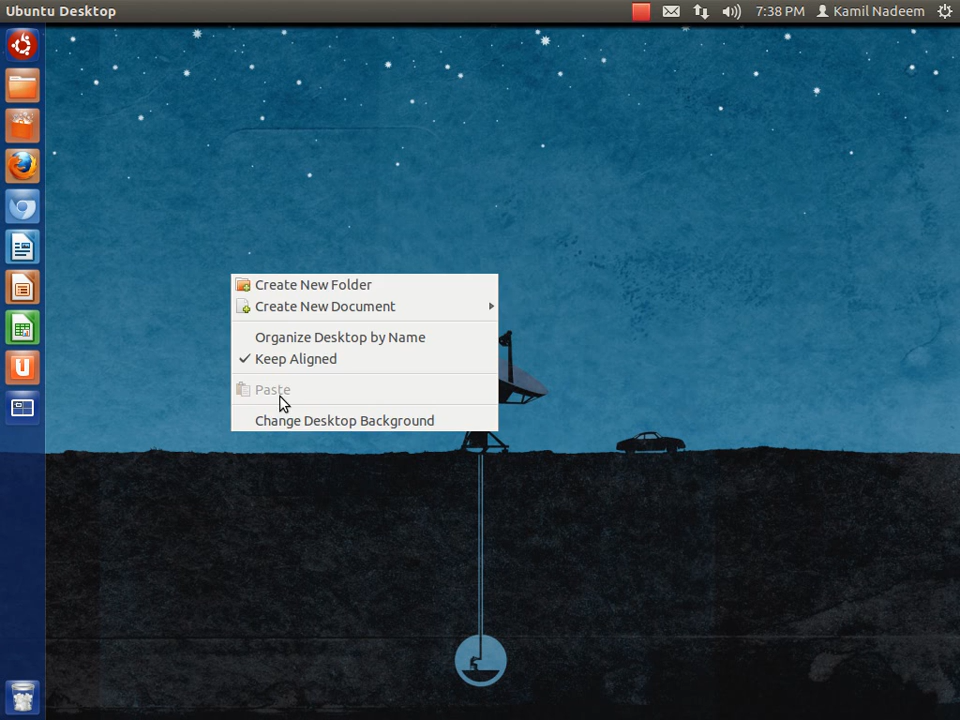 Ubuntu Desktop
7:38 PM
Kamil Nadeem
Create New Folder
Create New Document
Organize Desktop by Name
Keep Aligned
Paste
Change Desktop Background